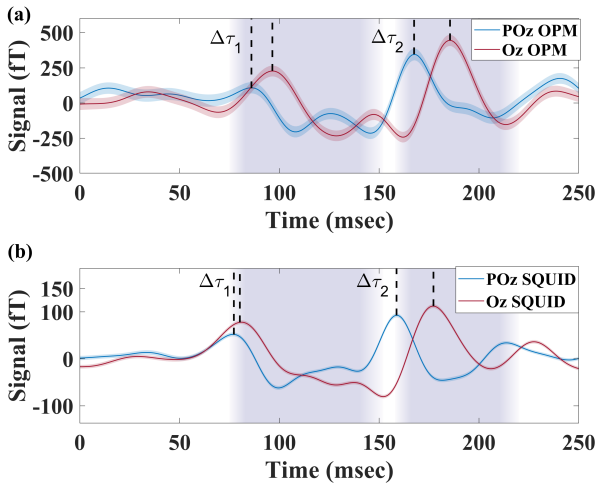 (a)
500
250
0
-250
-500
Signal (fT)
Δτ1
Δτ2
POz OPM
Oz OPM
0
50
100
150
200
250
Time (msec)
(b)
150
100
0
-100
Signal (fT)
Δτ1
Δτ2
POz SQUID
Oz SQUID
0
50
100
150
200
250
Time (msec)